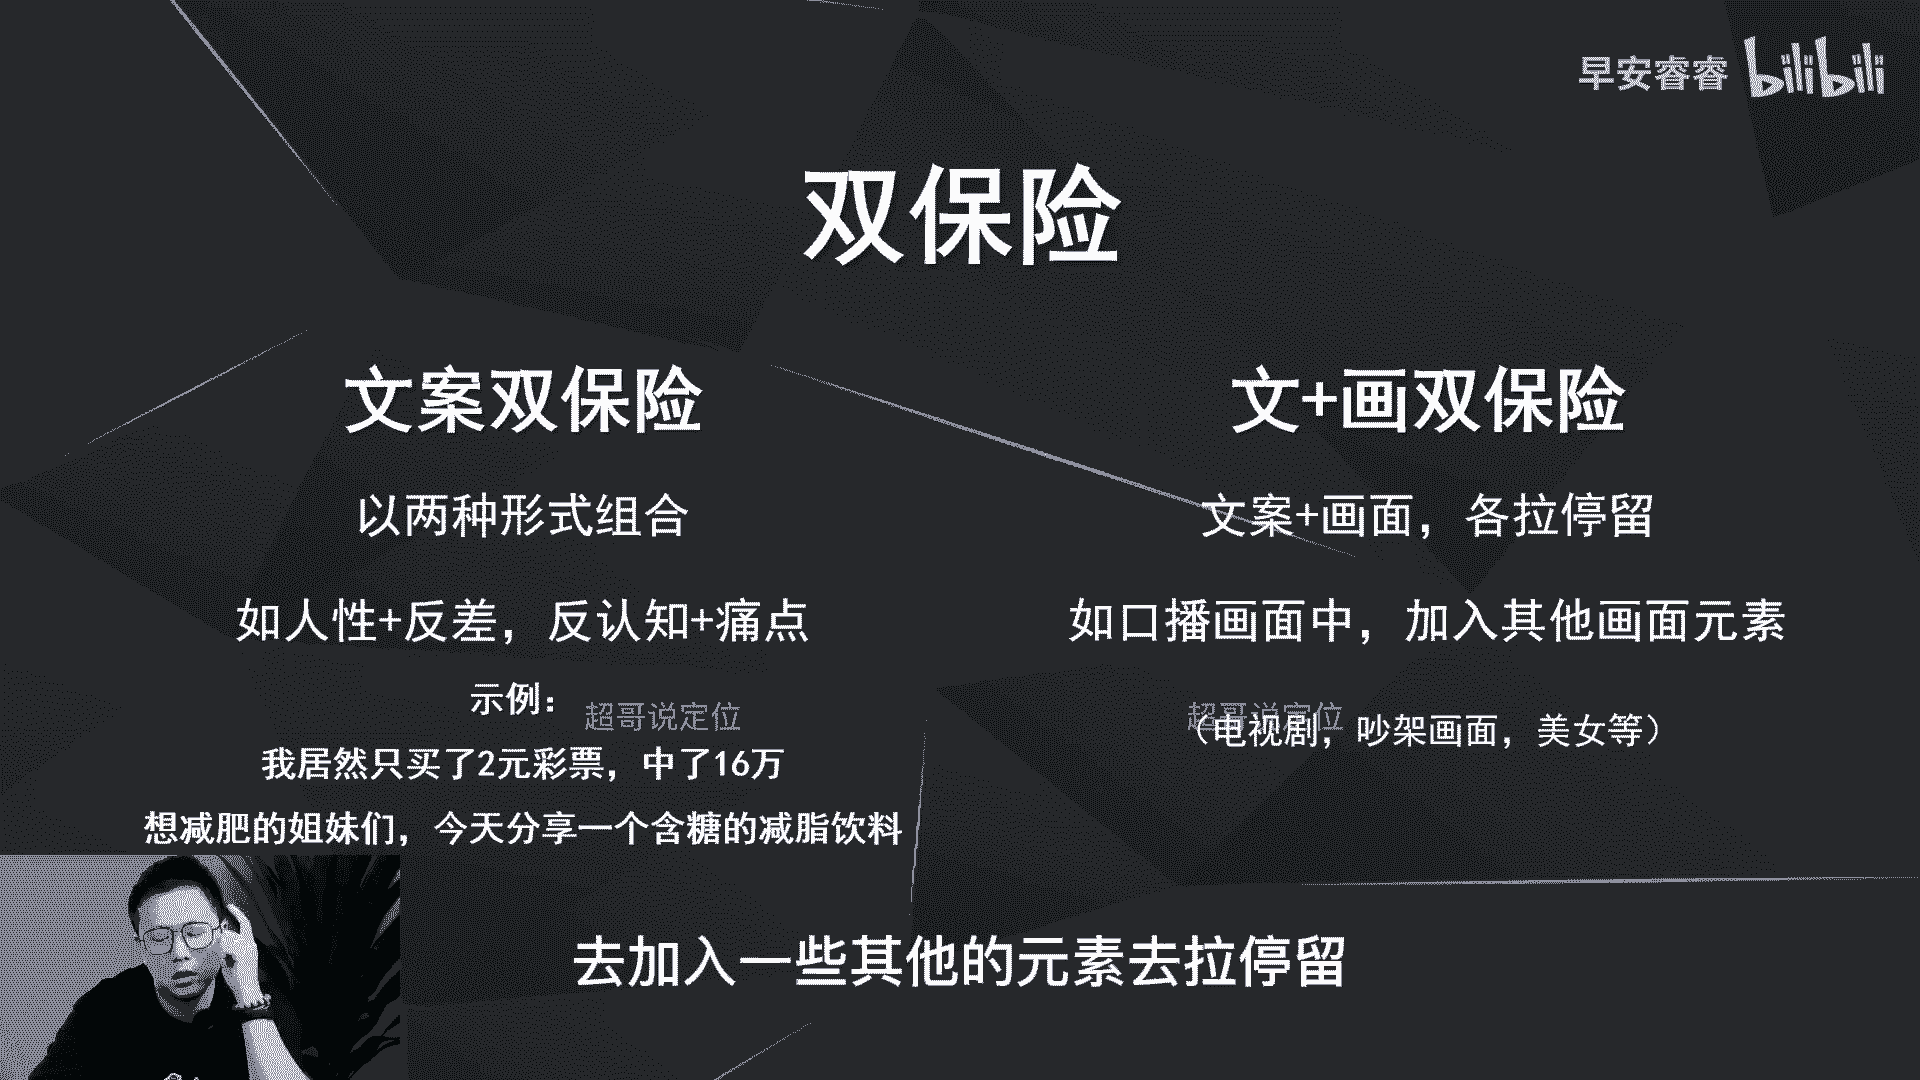 早安睿睿 bilibili
双保险
文案双保险
以两种形式组合
如人性+反差，反认知+痛点
示例：
超哥说定位
我居然只买了2元彩票，中了16万
想减肥的姐妹们，今天分享一个含糖的减脂饮料
文+画双保险
文案+画面，各拉停留
如口播画面中，加入其他画面元素
超哥说定位
（电视剧，吵架画面，美女等）
去加入一些其他的元素去拉停留